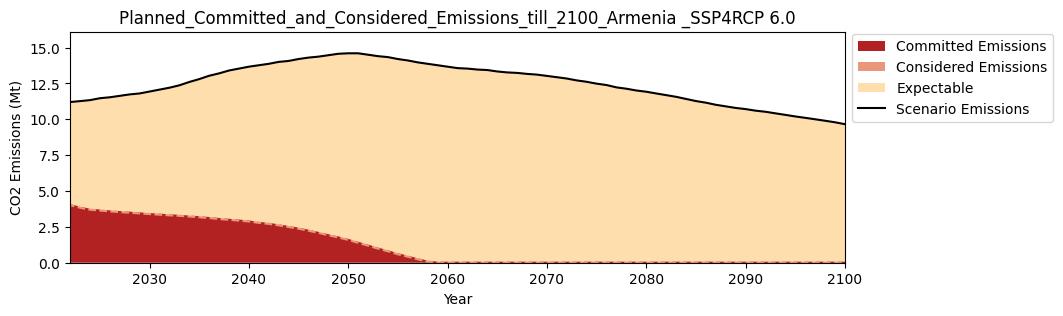 Planned_Committed_and_Considered_Emissions_till_2100_Armenia _SSP4RCP 6.0
Committed Emissions
Considered Emissions
Expectable
Scenario Emissions
CO2 Emissions (Mt)
15.0
12.5
10.0
7.5
5.0
2.5
0.0
2030 2040 2050 2060 2070 2080 2090 2100
Year